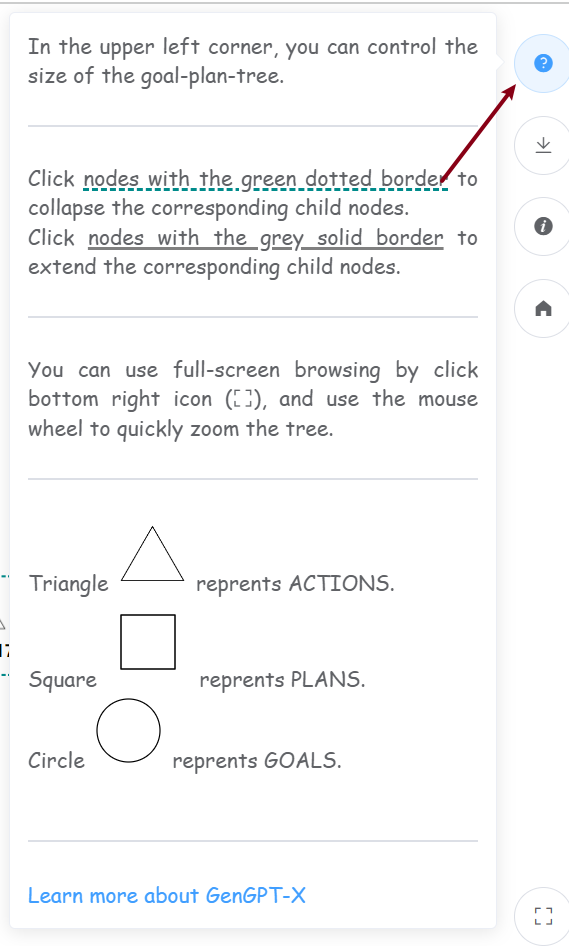 In the upper left corner, you can control the
size of the goal-plan-tree.
Click nodes with the green dotted border to
collapse the corresponding child nodes.
Click nodes with the grey solid border to
extend the corresponding child nodes.
You can use full-screen browsing by click
bottom right icon (⛶), and use the mouse
wheel to quickly zoom the tree.
Triangle reprents ACTIONS.
17
Square reprents PLANS.
Circle reprents GOALS.
Learn more about GenGPT-X